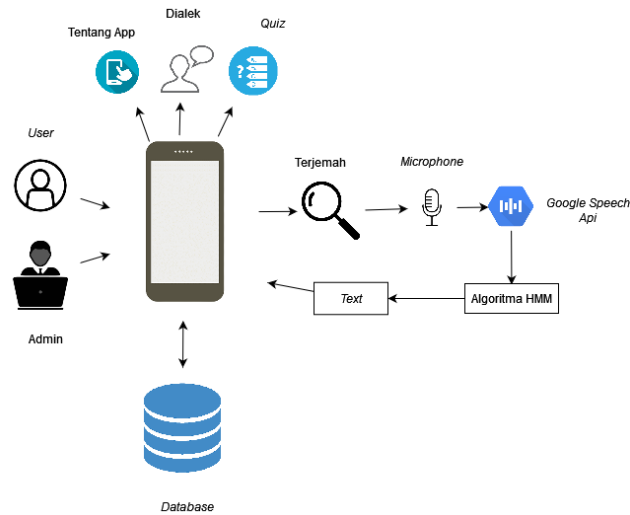 Dialek
Tentang App
Quiz
?
User
Terjemah
Microphone
Google Speech
Api
Admin
Text
Algoritma HMM
Database